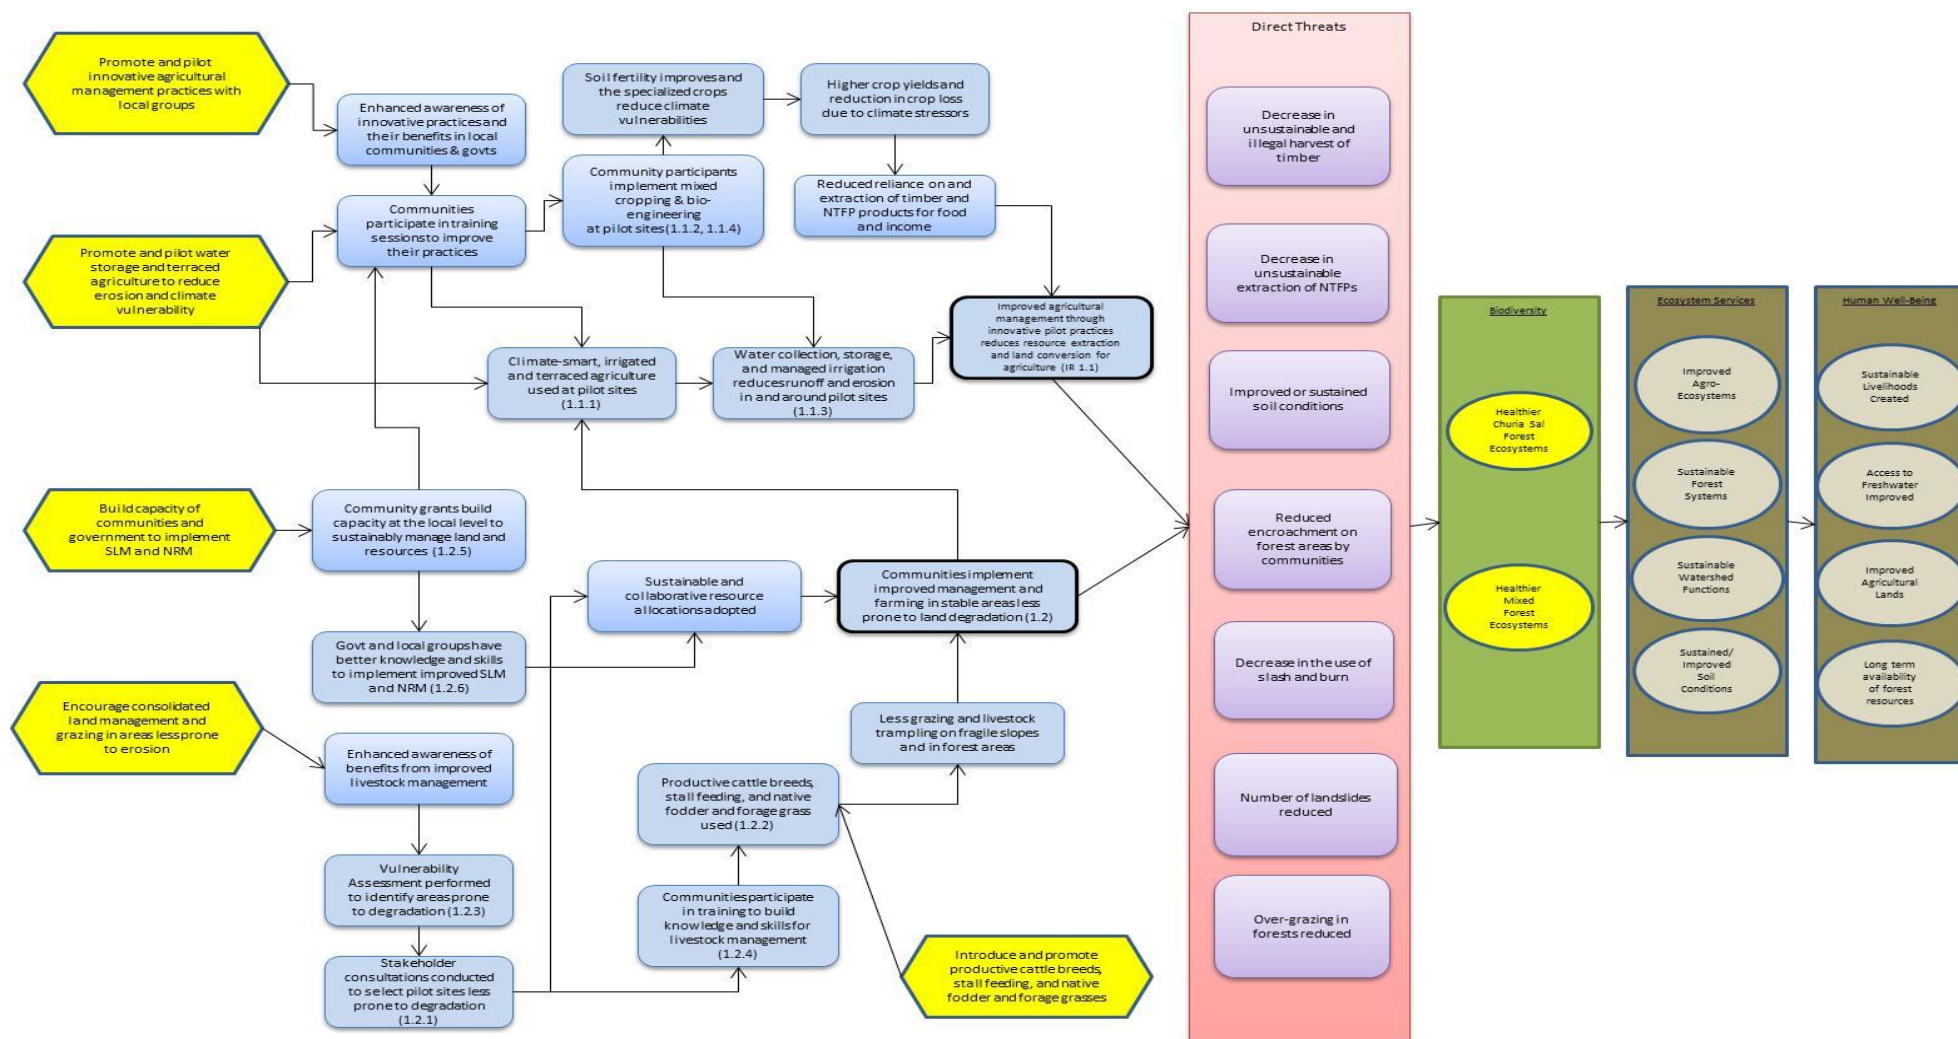 Promote and pilot
innovative agricultural
management practices with
local groups
Enhanced awareness of
innovative practices and
their benefits in local
communities & govts
Soil fertility improves and
the specialized crops
reduce climate
vulnerabilities
Higher crop yields and
reduction in crop loss
due to climate stressors
Communities
participate in training
sessions to improve
their practices
Community participants
implement mixed
cropping & bio-
engineering
at pilot sites (1.1.2, 1.1.4)
Reduced reliance on and
extraction of timber and
NTFP products for food
and income
Promote and pilot water
storage and terraced
agriculture to reduce
erosion and climate
vulnerability
Climate-smart, irrigated
and terraced agriculture
used at pilot sites
(1.1.1)
Water collection, storage,
and managed irrigation
reduces runoff and erosion
in and around pilot sites
(1.1.3)
Improved agricultural
management through
innovative pilot practices
reduces resource extraction
and land conversion for
agriculture (IR 1.1)
Build capacity of
communities and
government to implement
SLM and NRM
Community grants build
capacity at the local level to
sustainably manage land and
resources (1.2.5)
Sustainable and
collaborative resource
allocations adopted
Communities implement
improved management and
farming in stable areas less
prone to land degradation (1.2)
Govt and local groups have
better knowledge and skills
to implement improved SLM
and NRM (1.2.6)
Encourage consolidated
land management and
grazing in areas less prone
to erosion
Enhanced awareness of
benefits from improved
livestock management
Less grazing and livestock
trampling on fragile slopes
and in forest areas
Productive cattle breeds,
stall feeding, and native
fodder and forage grass
used (1.2.2)
Vulnerability
Assessment performed
to identify areas prone
to degradation (1.2.3)
Communities participate
in training to build
knowledge and skills for
livestock management
(1.2.4)
Stakeholder
consultations conducted
to select pilot sites less
prone to degradation
(1.2.1)
Introduce and promote
productive cattle breeds,
stall feeding, and native
fodder and forage grasses
Direct Threats
Decrease in
unsustainable and
illegal harvest of
timber
Decrease in
unsustainable
extraction of NTFPs
Improved or sustained
soil conditions
Reduced
encroachment on
forest areas by
communities
Decrease in the use of
slash and burn
Number of landslides
reduced
Over-grazing in
forests reduced
Biodiversity
Healthier
Churia Sal
Forest
Ecosystems
Healthier
Mixed
Forest
Ecosystems
Ecosystem Services
Improved
Agro-
Ecosystems
Sustainable
Forest
Systems
Sustainable
Watershed
Functions
Sustained/
Improved
Soil
Conditions
Human Well-Being
Sustainable
Livelihoods
Created
Access to
Freshwater
Improved
Improved
Agricultural
Lands
Long term
availability
of forest
resources